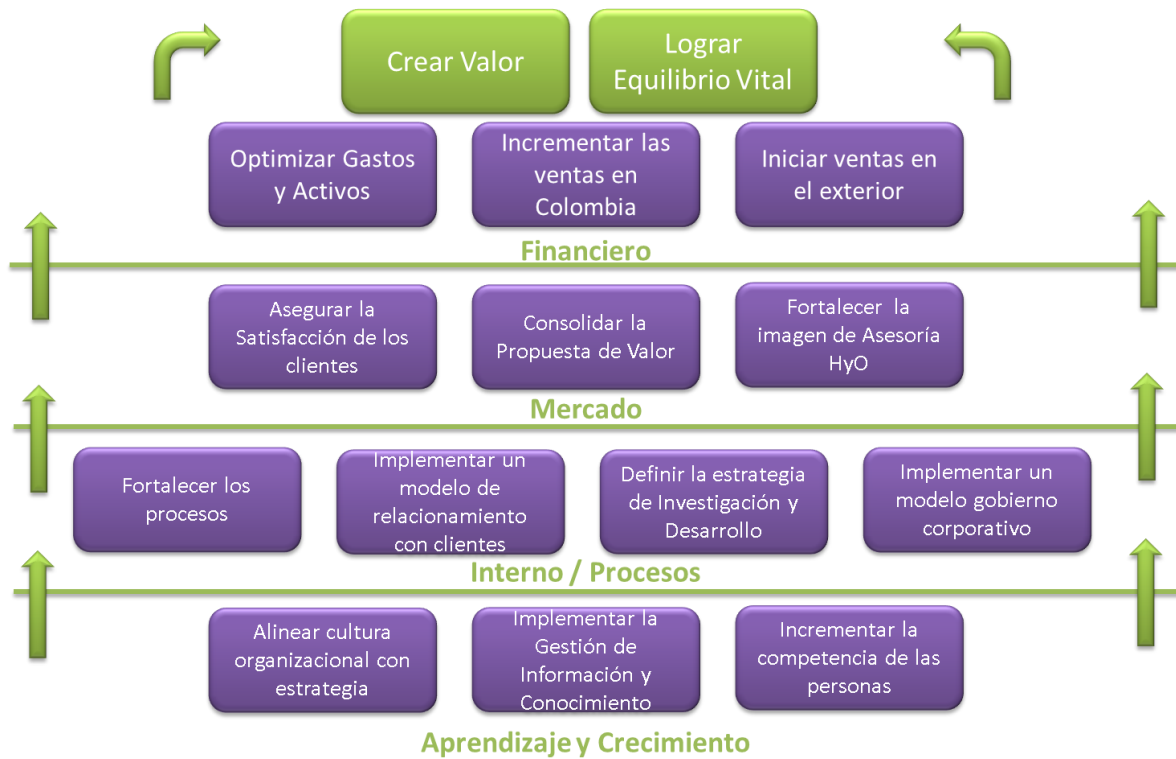 Crear Valor
Lograr
Equilibrio Vital
Optimizar Gastos
y Activos
Incrementar las
ventas en
Colombia
Iniciar ventas en
el exterior
Financiero
Asegurar la
Satisfacción de los
clientes
Consolidar la
Propuesta de Valor
Fortalecer la
imagen de Asesoría
HyO
Mercado
Fortalecer los
procesos
Implementar un
modelo de
relacionamiento
con clientes
Definir la estrategia
de Investigación y
Desarrollo
Implementar un
modelo gobierno
corporativo
Interno / Procesos
Alinear cultura
organizacional con
estrategia
Implementar la
Gestión de
Información y
Conocimiento
Incrementar la
competencia de las
personas
Aprendizaje y Crecimiento